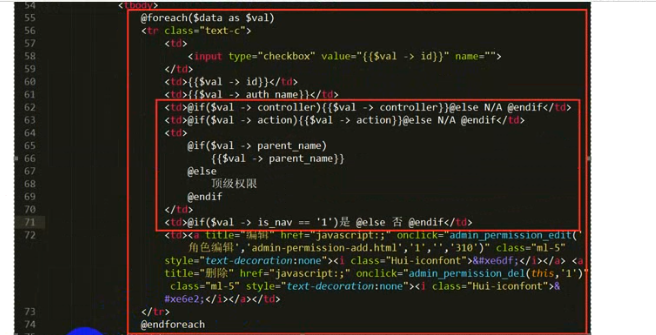 54 <tbody>
55 @foreach($data as $val)
56 <tr class="text-c">
57 <td>
58 <input type="checkbox" value="{{$val -> id}}" name="">
59 </td>
60 <td>{{$val -> id}}</td>
61 <td>{{$val -> auth_name}}</td>
62 <td>@if($val -> controller){{$val -> controller}}@else N/A @endif</td>
63 <td>@if($val -> action){{$val -> action}}@else N/A @endif</td>
64 <td>
65 @if($val -> parent_name)
66 {{$val -> parent_name}}
67 @else
68 顶级权限
69 @endif
70 </td>
71 <td>@if($val -> is_nav == '1')是 @else 否 @endif</td>
72 <td><a title="编辑" href="javascript:;" onclick="admin_permission_edit('
角色编辑','admin-permission-add.html','1','','310')" class="ml-5"
style="text-decoration:none"><i class="Hui-iconfont">&#xe6df;</i></a> <a
title="删除" href="javascript:;" onclick="admin_permission_del(this,'1')"
class="ml-5" style="text-decoration:none"><i class="Hui-iconfont">&
#xe6e2;</i></a></td>
73 </tr>
74 @endforeach